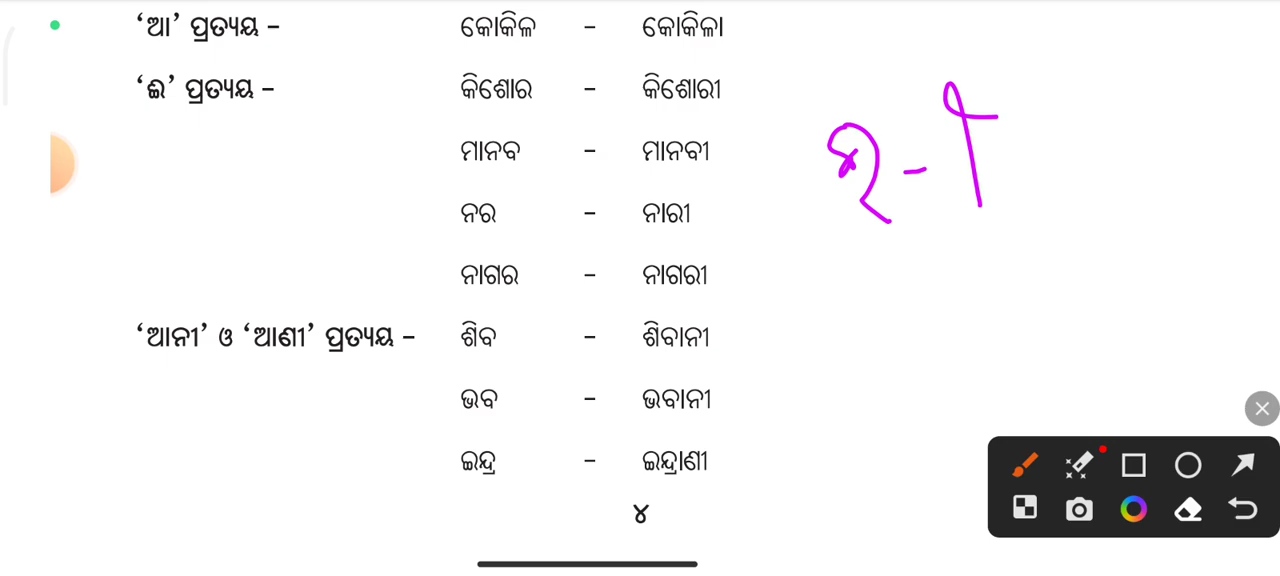 ‘ଆ’ ପ୍ରତ୍ୟୟ – କୋକିଳ – କୋକିଳା
‘ଈ’ ପ୍ରତ୍ୟୟ – କିଶୋର – କିଶୋରୀ
ମାନବ – ମାନବୀ
ନର – ନାରୀ
ନାଗର – ନାଗରୀ
‘ଆନୀ’ ଓ ‘ଆଣୀ’ ପ୍ରତ୍ୟୟ – ଶିବ – ଶିବାନୀ
ଭବ – ଭବାନୀ
ଇନ୍ଦ୍ର – ଇନ୍ଦ୍ରାଣୀ
୪